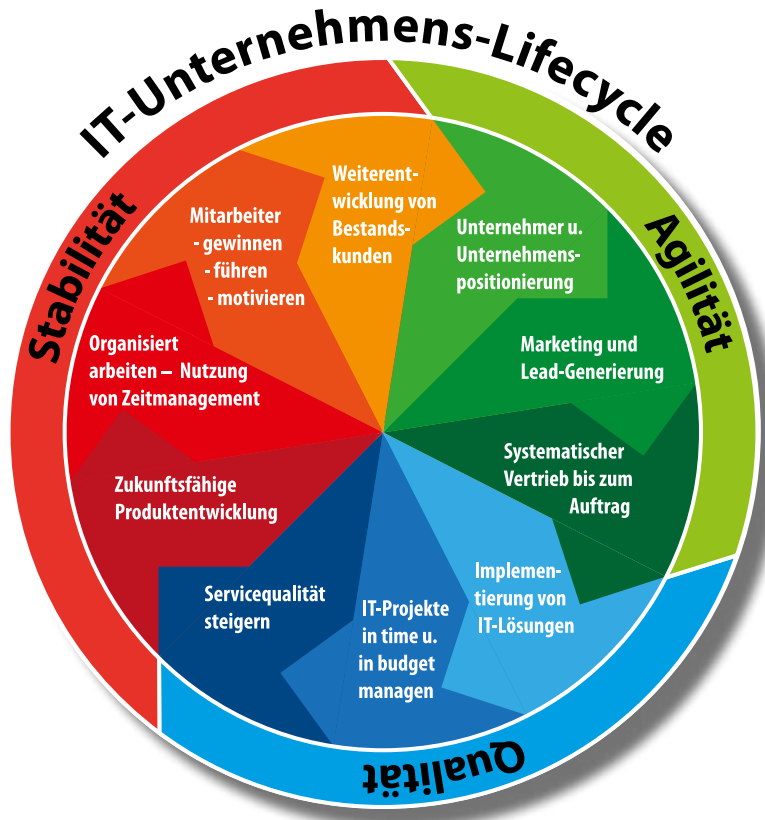 IT-Unternehmens-Lifecycle
Agilität
Qualität
Stabilität
Unternehmer u.
Unternehmens-
positionierung
Marketing und
Lead-Generierung
Systematischer
Vertrieb bis zum
Auftrag
Implemen-
tierung von
IT-Lösungen
IT-Projekte
in time u.
in budget
managen
Servicequalität
steigern
Zukunftsfähige
Produktentwicklung
Organisiert
arbeiten – Nutzung
von Zeitmanagement
Mitarbeiter
- gewinnen
- führen
- motivieren
Weiterent-
wicklung von
Bestands-
kunden